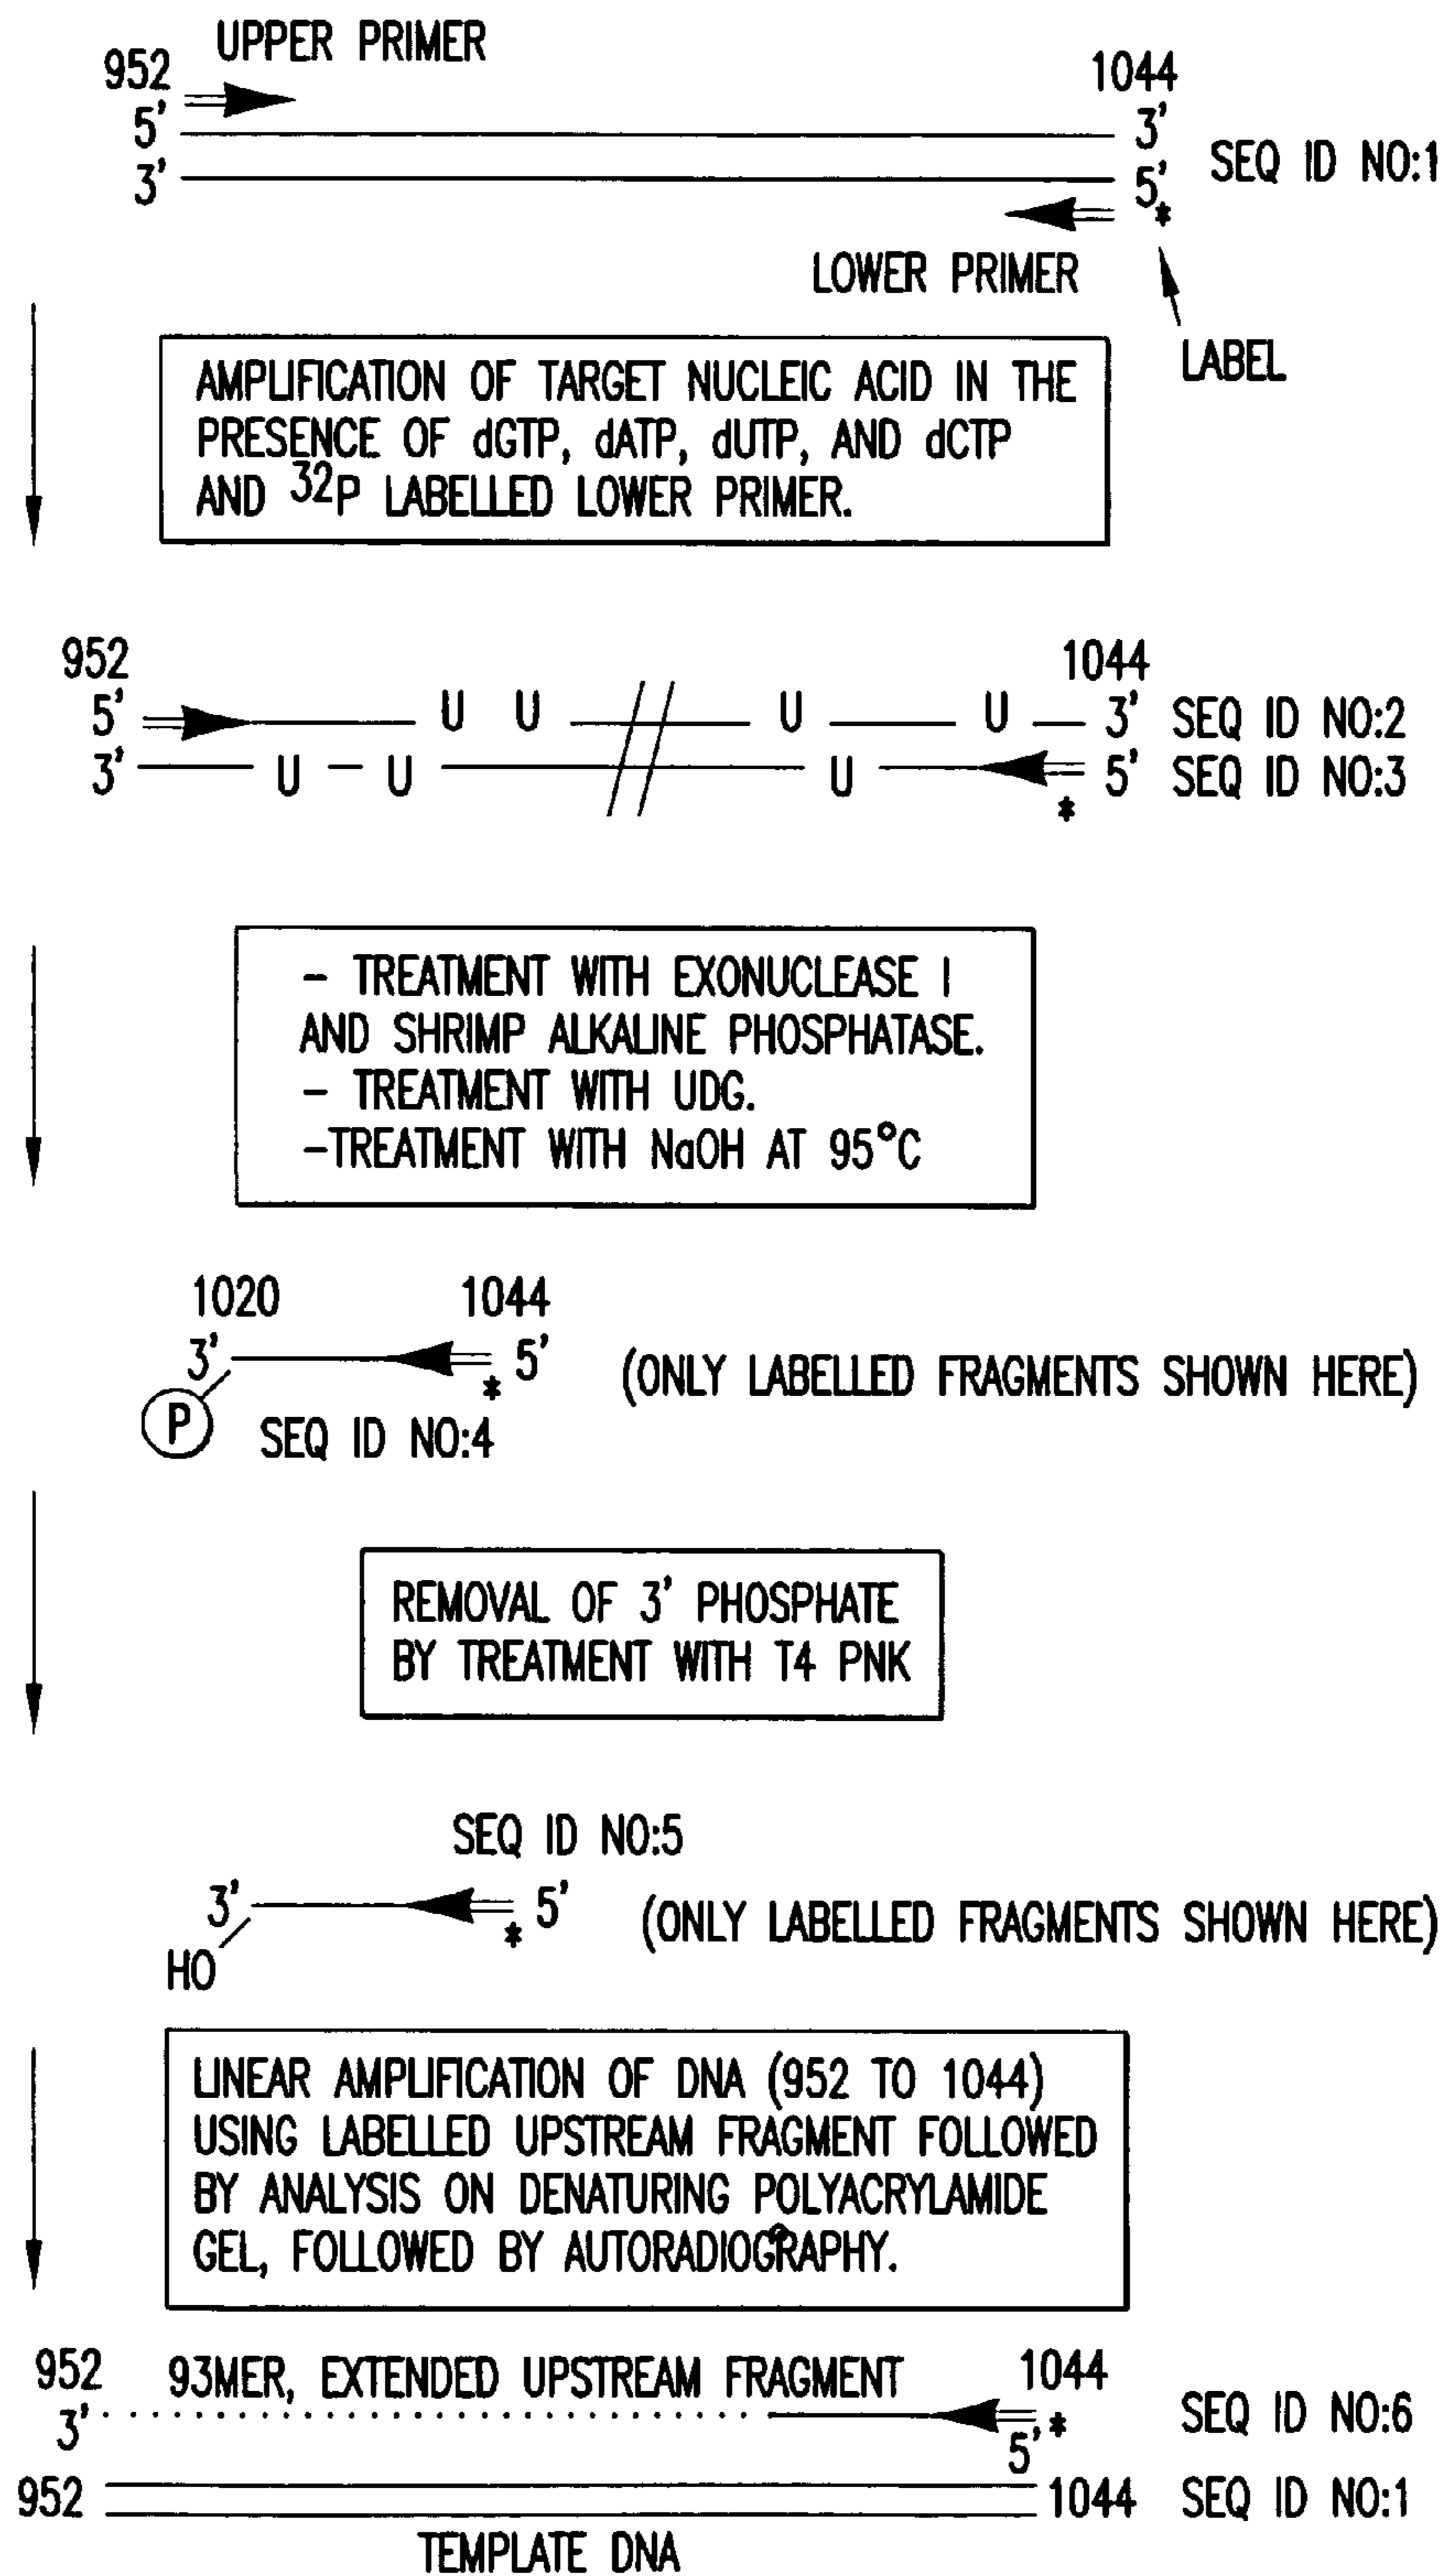 UPPER PRIMER
952 1044
5' 3'
SEQ ID NO:1
3' 5'
*
LOWER PRIMER
LABEL
AMPLIFICATION OF TARGET NUCLEIC ACID IN THE
PRESENCE OF dGTP, dATP, dUTP, AND dCTP
AND 32P LABELLED LOWER PRIMER.
952 1044
5' U U U U 3' SEQ ID NO:2
3' U U U 5' SEQ ID NO:3
*
- TREATMENT WITH EXONUCLEASE I
AND SHRIMP ALKALINE PHOSPHATASE.
- TREATMENT WITH UDG.
-TREATMENT WITH NaOH AT 95°C
1020 1044
3' 5' (ONLY LABELLED FRAGMENTS SHOWN HERE)
*
P SEQ ID NO:4
REMOVAL OF 3' PHOSPHATE
BY TREATMENT WITH T4 PNK
SEQ ID NO:5
3' 5' (ONLY LABELLED FRAGMENTS SHOWN HERE)
*
HO
LINEAR AMPLIFICATION OF DNA (952 TO 1044)
USING LABELLED UPSTREAM FRAGMENT FOLLOWED
BY ANALYSIS ON DENATURING POLYACRYLAMIDE
GEL, FOLLOWED BY AUTORADIOGRAPHY.
952 93MER, EXTENDED UPSTREAM FRAGMENT 1044
3' 5' * SEQ ID NO:6
952 1044 SEQ ID NO:1
TEMPLATE DNA